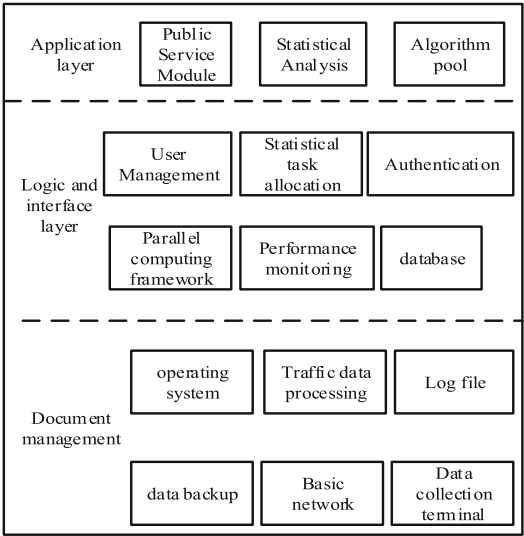 Application
layer
Public
Service
Module
Statistical
Analysis
Algorithm
pool
Logic and
interface
layer
User
Management
Statistical
task
allocation
Authentication
Parallel
computing
framework
Performance
monitoring
database
Document
management
operating
system
Traffic data
processing
Log file
data backup
Basic
network
Data
collection
terminal